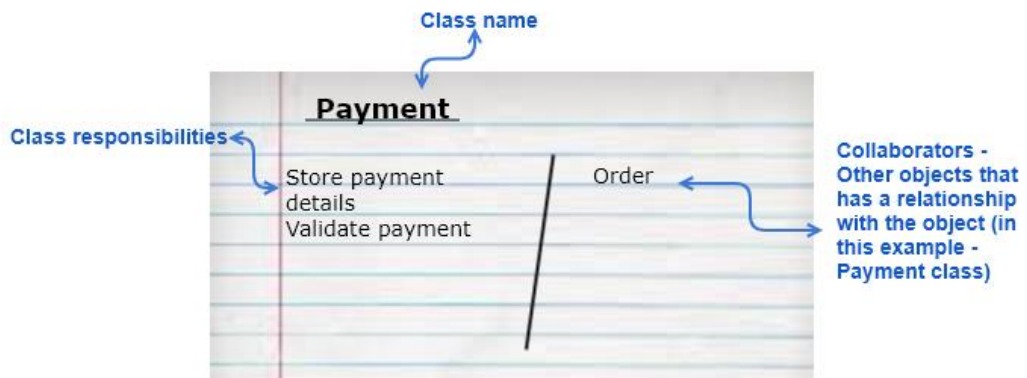 Class name
Payment
Class responsibilities
Store payment
details
Validate payment
Order
Collaborators -
Other objects that
has a relationship
with the object (in
this example -
Payment class)